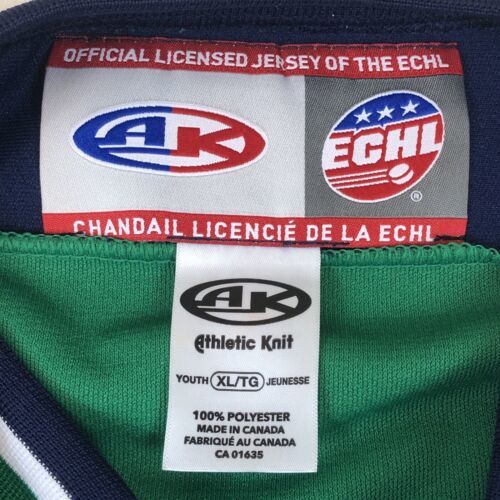 OFFICIAL LICENSED JERSEY OF THE ECHL
AK
ECHL
®
CHANDAIL LICENCIÉ DE LA ECHL
AK
Athletic Knit
YOUTH XL/TG JEUNESSE
100% POLYESTER
MADE IN CANADA
FABRIQUÉ AU CANADA
CA 01635